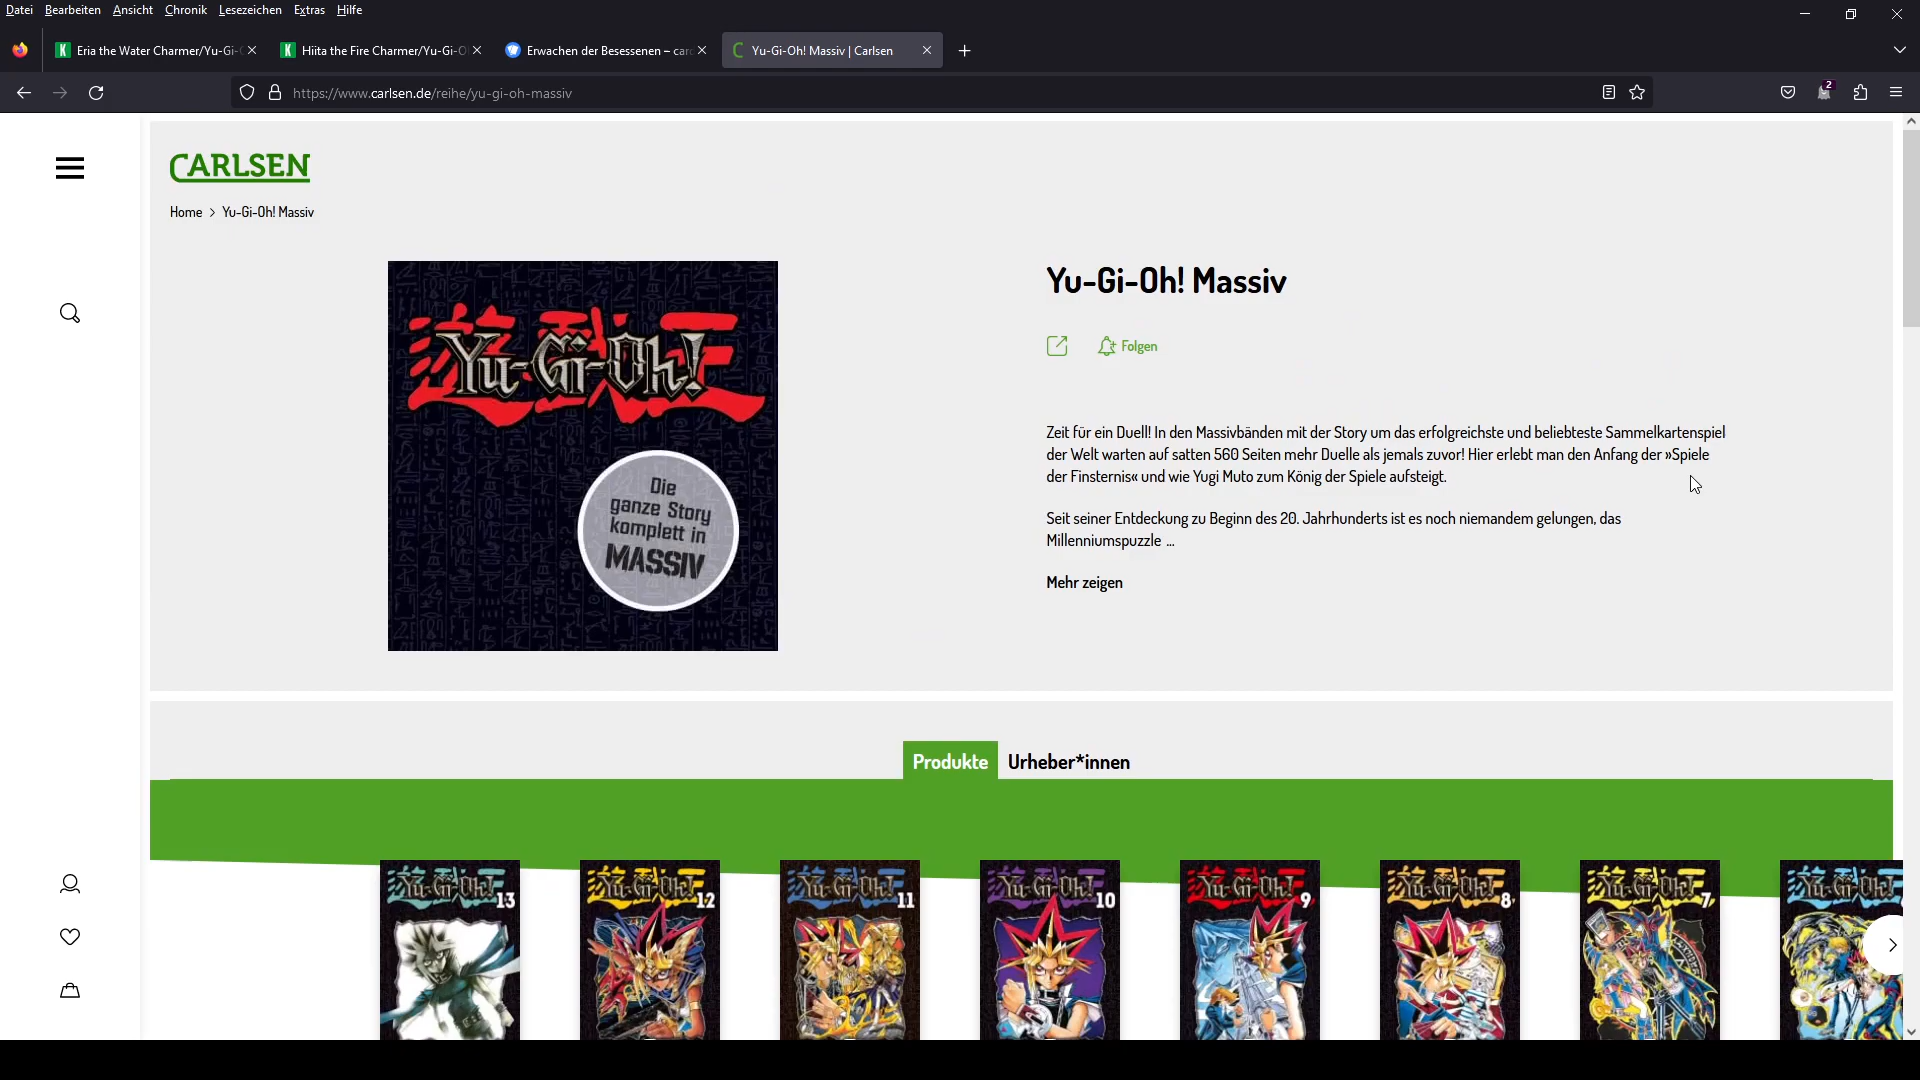 Datei Bearbeiten Ansicht Chronik Lesezeichen Extras Hilfe
Eria the Water Charmer/Yu-Gi-
Hiita the Fire Charmer/Yu-Gi-O
Erwachen der Besessenen – car
Yu-Gi-Oh! Massiv | Carlsen
https://www.carlsen.de/reihe/yu-gi-oh-massiv
2
CARLSEN
Home > Yu-Gi-Oh! Massiv
Yu-Gi-Oh!
Die
ganze Story
komplett in
MASSIV
Yu-Gi-Oh! Massiv
Folgen
Zeit für ein Duell! In den Massivbänden mit der Story um das erfolgreichste und beliebteste Sammelkartenspiel
der Welt warten auf satten 560 Seiten mehr Duelle als jemals zuvor! Hier erlebt man den Anfang der »Spiele
der Finsternis« und wie Yugi Muto zum König der Spiele aufsteigt.
Seit seiner Entdeckung zu Beginn des 20. Jahrhunderts ist es noch niemandem gelungen, das
Millenniumspuzzle ...
Mehr zeigen
Produkte Urheber*innen
Yu-Gi-Oh! 13
Yu-Gi-Oh! 12
Yu-Gi-Oh! 11
Yu-Gi-Oh! 10
Yu-Gi-Oh! 9
Yu-Gi-Oh! 8
Yu-Gi-Oh! 7
Yu-Gi-Oh!